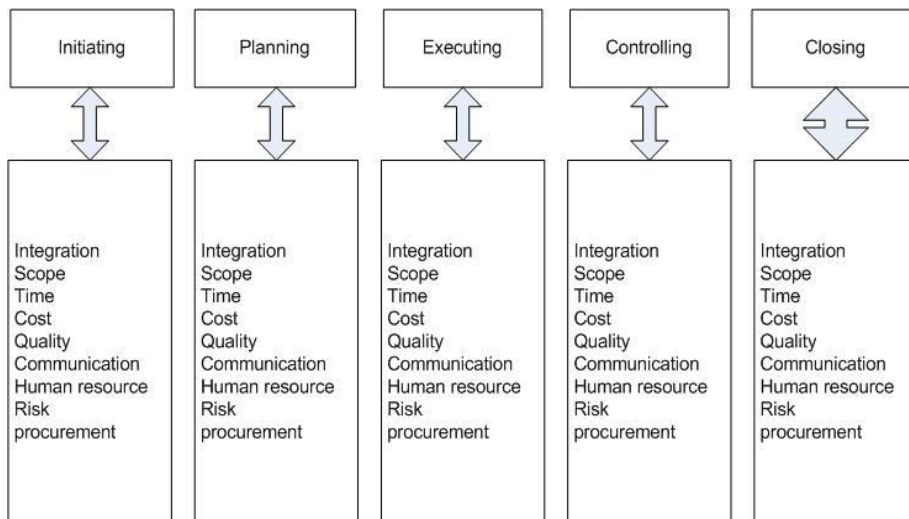 Initiating
Planning
Executing
Controlling
Closing
Integration
Scope
Time
Cost
Quality
Communication
Human resource
Risk
procurement
Integration
Scope
Time
Cost
Quality
Communication
Human resource
Risk
procurement
Integration
Scope
Time
Cost
Quality
Communication
Human resource
Risk
procurement
Integration
Scope
Time
Cost
Quality
Communication
Human resource
Risk
procurement
Integration
Scope
Time
Cost
Quality
Communication
Human resource
Risk
procurement